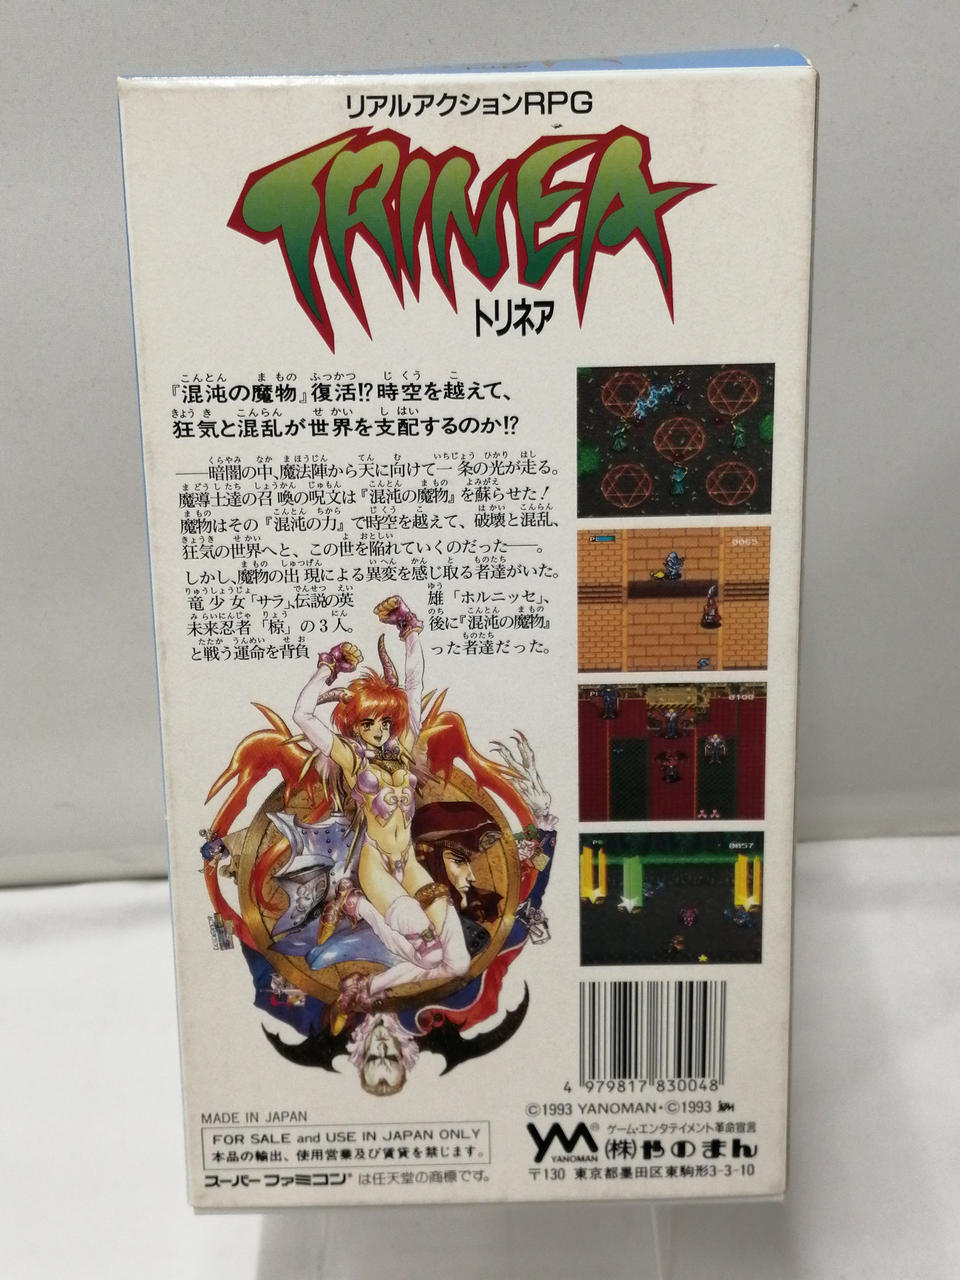 リアルアクションRPG
TRINEA
トリネア
『混沌の魔物』復活!?時空を越えて、
狂気と混乱が世界を支配するのか!?
──暗闇の中、魔法陣から天に向けて一条の光が走る。
魔導士達の召喚の呪文は『混沌の魔物』を蘇らせた!
魔物はその『混沌の力』で時空を越えて、破壊と混乱、
狂気の世界へと、この世を陥れていくのだった──。
しかし、魔物の出現による異変を感じ取る者達がいた。
竜少女「サラ」、伝説の英雄「ホルニッセ」、
未来忍者「椋」の3人。後に『混沌の魔物』
と戦う運命を背負った者達だった。
P1 0065
P1 0100
0057
4 979817 830048
©1993 YANOMAN・©1993
MADE IN JAPAN
FOR SALE and USE IN JAPAN ONLY
本品の輸出、使用営業及び賃貸を禁じます。
スーパーファミコン®は任天堂の商標です。
YM®
YANOMAN
ゲーム・エンタテイメント革命宣言
(株)やのまん
〒130 東京都墨田区東駒形3-3-10